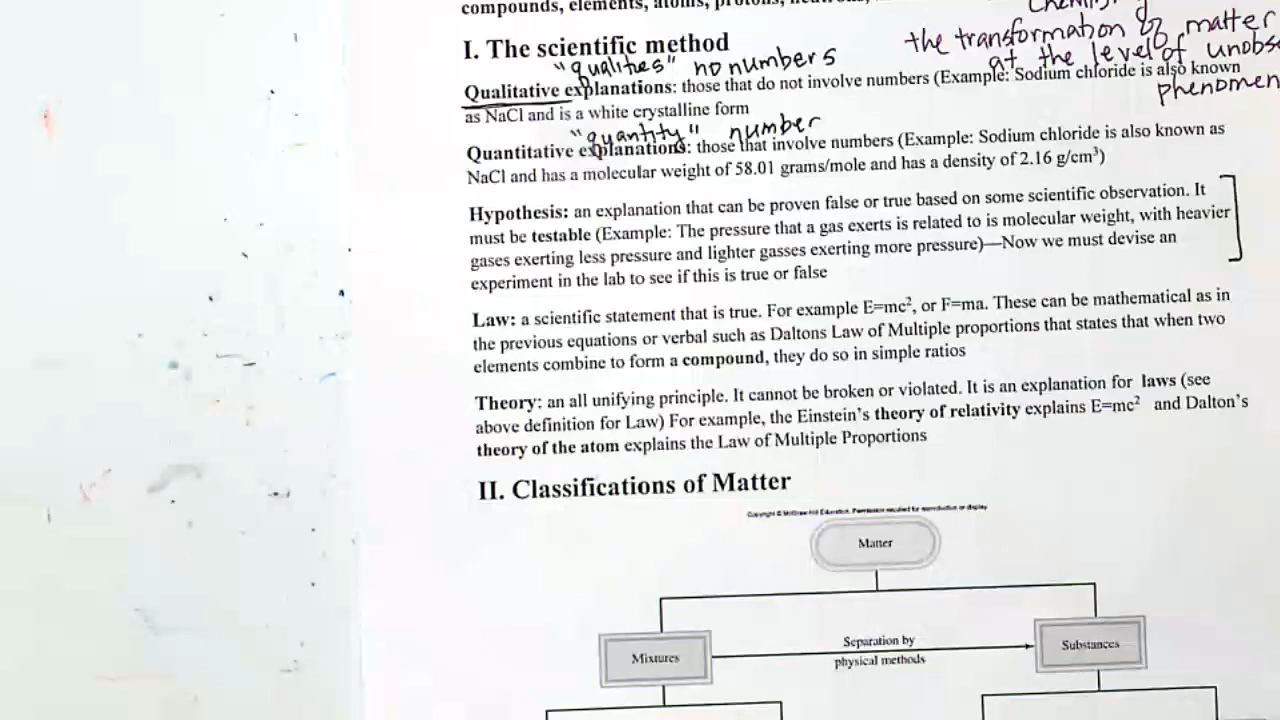 compounds, elements, atoms, protons,
Chemis
I. The scientific method
the transformation of matter
"qualities" no numbers
at the level of unobs
Qualitative explanations: those that do not involve numbers (Example: Sodium chloride is also known
phenomen
as NaCl and is a white crystalline form
"quantity" number
Quantitative explanations: those that involve numbers (Example: Sodium chloride is also known as
NaCl and has a molecular weight of 58.01 grams/mole and has a density of 2.16 g/cm³)
Hypothesis: an explanation that can be proven false or true based on some scientific observation. It
must be testable (Example: The pressure that a gas exerts is related to is molecular weight, with heavier
gases exerting less pressure and lighter gasses exerting more pressure)—Now we must devise an
experiment in the lab to see if this is true or false
Law: a scientific statement that is true. For example E=mc², or F=ma. These can be mathematical as in
the previous equations or verbal such as Daltons Law of Multiple proportions that states that when two
elements combine to form a compound, they do so in simple ratios
Theory: an all unifying principle. It cannot be broken or violated. It is an explanation for laws (see
above definition for Law) For example, the Einstein's theory of relativity explains E=mc² and Dalton's
theory of the atom explains the Law of Multiple Proportions
II. Classifications of Matter
Copyright © McGraw-Hill Education. Permission required for reproduction or display.
Matter
Separation by
Mixtures
Substances
physical methods